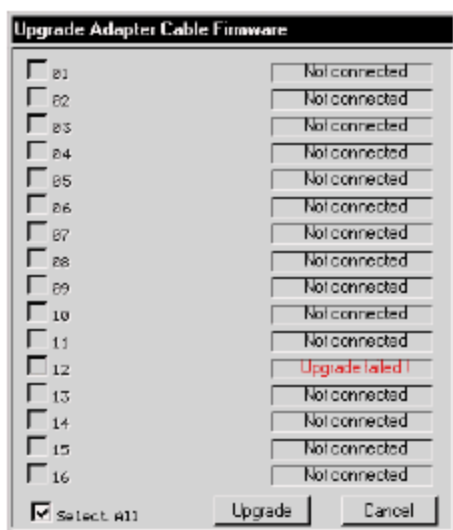 Upgrade Adapter Cable Firmware
01 Not connected
02 Not connected
03 Not connected
04 Not connected
05 Not connected
06 Not connected
07 Not connected
08 Not connected
09 Not connected
10 Not connected
11 Not connected
12 Upgrade failed !
13 Not connected
14 Not connected
15 Not connected
16 Not connected
Select All Upgrade Cancel